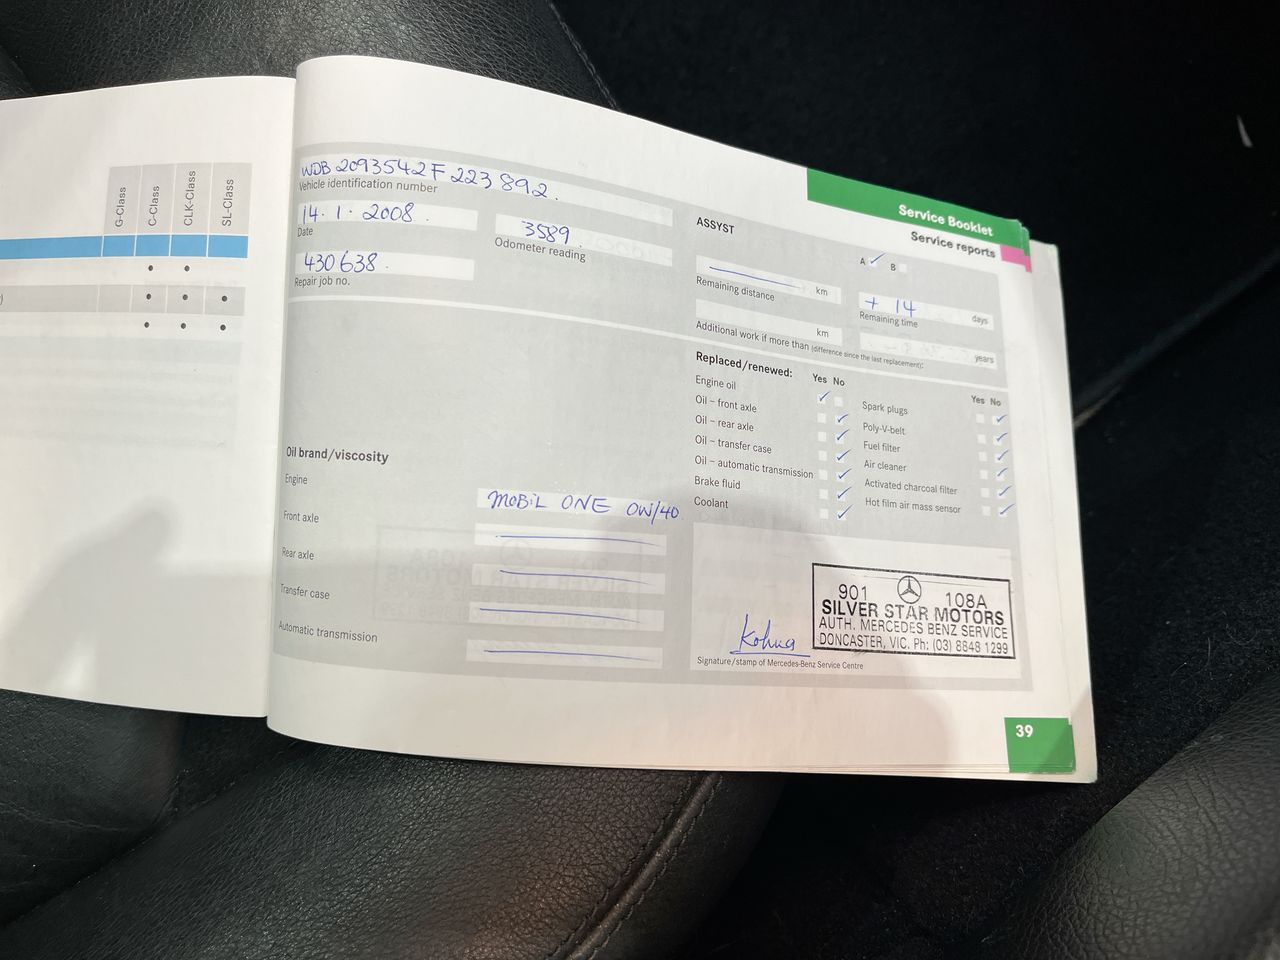 G-Class
C-Class
CLK-Class
SL-Class
)
WDB 2093542F 223 892.
Vehicle identification number
14.1.2008.
Date
3589
Odometer reading
430638.
Repair job no.
Oil brand/viscosity
Engine
MOBiL ONE 0W/40
Front axle
Rear axle
Transfer case
Automatic transmission
Service Booklet
Service reports
ASSYST
A ✓ B
km
Remaining distance
+ 14 days
Remaining time
km
years
Additional work if more than (difference since the last replacement):
Replaced/renewed: Yes No
Engine oil ✓
Oil – front axle ✓
Oil – rear axle ✓
Oil – transfer case ✓
Oil – automatic transmission ✓
Brake fluid ✓
Coolant ✓
Yes No
Spark plugs ✓
Poly-V-belt ✓
Fuel filter ✓
Air cleaner ✓
Activated charcoal filter ✓
Hot film air mass sensor ✓
901 108A
SILVER STAR MOTORS
AUTH. MERCEDES BENZ SERVICE
DONCASTER, VIC. Ph: (03) 8848 1299
Signature/stamp of Mercedes-Benz Service Centre
39